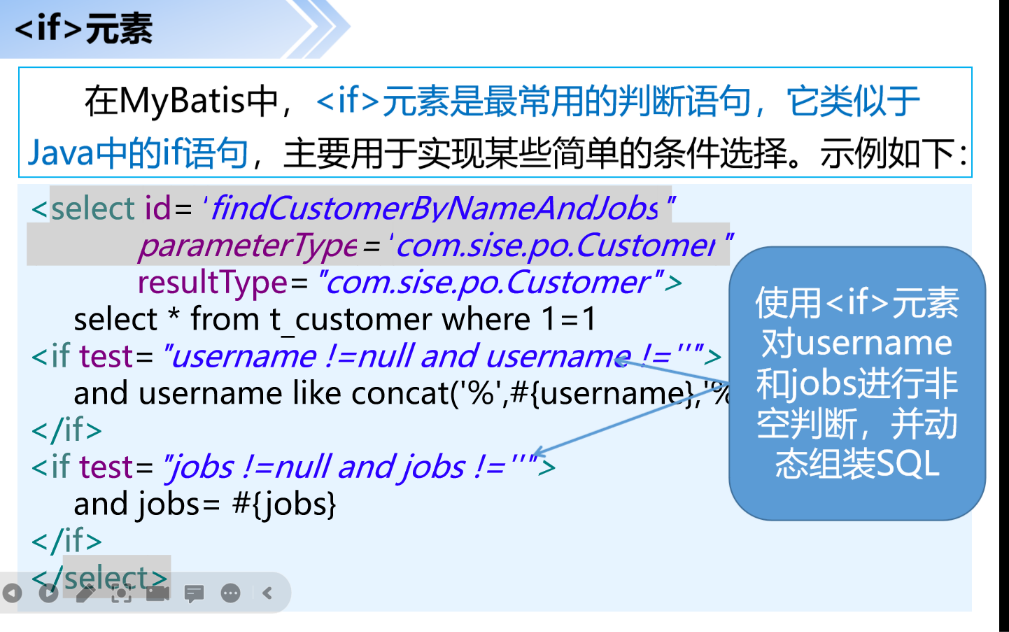 <if>元素
在MyBatis中，<if>元素是最常用的判断语句，它类似于
Java中的if语句，主要用于实现某些简单的条件选择。示例如下：
<select id='findCustomerByNameAndJobs"
parameterType='com.sise.po.Customer"
resultType="com.sise.po.Customer">
select * from t_customer where 1=1
<if test="username !=null and username !=''">
and username like concat('%',#{username},'%
</if>
<if test="jobs !=null and jobs !=''">
and jobs= #{jobs}
</if>
</select>
使用<if>元素
对username
和jobs进行非
空判断，并动
态组装SQL